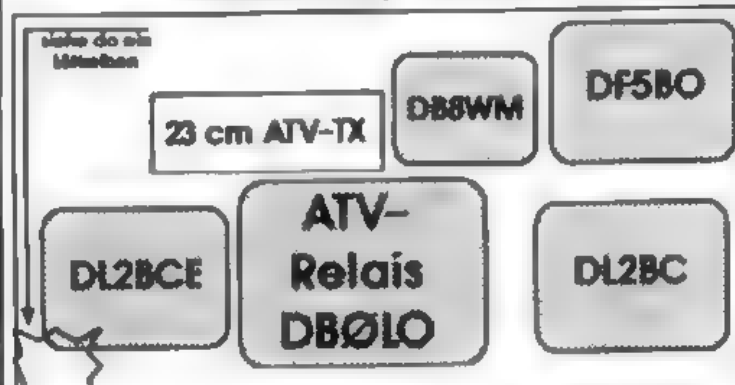 23 cm ATV-TX
DB8WM
DF5BO
DL2BCE
ATV-
Relais
DBØLO
DL2BC